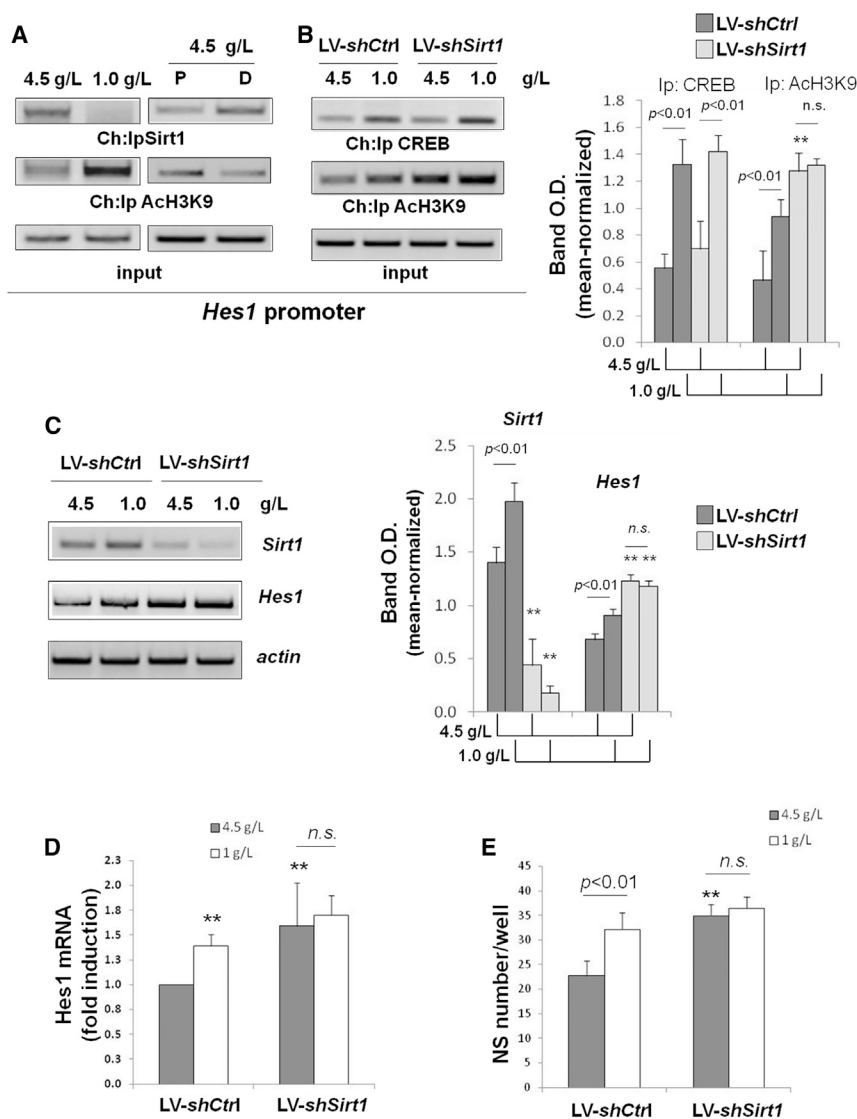 A
4.5 g/L
4.5 g/L 1.0 g/L P D
Ch:IpSirt1
Ch:Ip AcH3K9
input
B
LV-shCtrl LV-shSirt1
4.5 1.0 4.5 1.0 g/L
Ch:Ip CREB
Ch:Ip AcH3K9
input
Hes1 promoter
LV-shCtrl
LV-shSirt1
Ip: CREB Ip: AcH3K9
p<0.01 p<0.01 p<0.01 ** n.s.
Band O.D.
(mean-normalized)
1.8
1.6
1.4
1.2
1.0
0.8
0.6
0.4
0.2
0.0
4.5 g/L
1.0 g/L
C
LV-shCtrl LV-shSirt1
4.5 1.0 4.5 1.0 g/L
Sirt1
Hes1
actin
Sirt1
Hes1
p<0.01 ** ** p<0.01 n.s. ** **
Band O.D.
(mean-normalized)
2.5
2.0
1.5
1.0
0.5
0.0
4.5 g/L
1.0 g/L
LV-shCtrl
LV-shSirt1
D
4.5 g/L
1 g/L
** ** n.s.
Hes1 mRNA
(fold induction)
2.3
2.0
1.8
1.5
1.3
1.0
0.8
0.5
0.3
0.0
LV-shCtrl LV-shSirt1
E
4.5 g/L
1 g/L
p<0.01 ** n.s.
NS number/well
45
40
35
30
25
20
15
10
5
0
LV-shCtrl LV-shSirt1